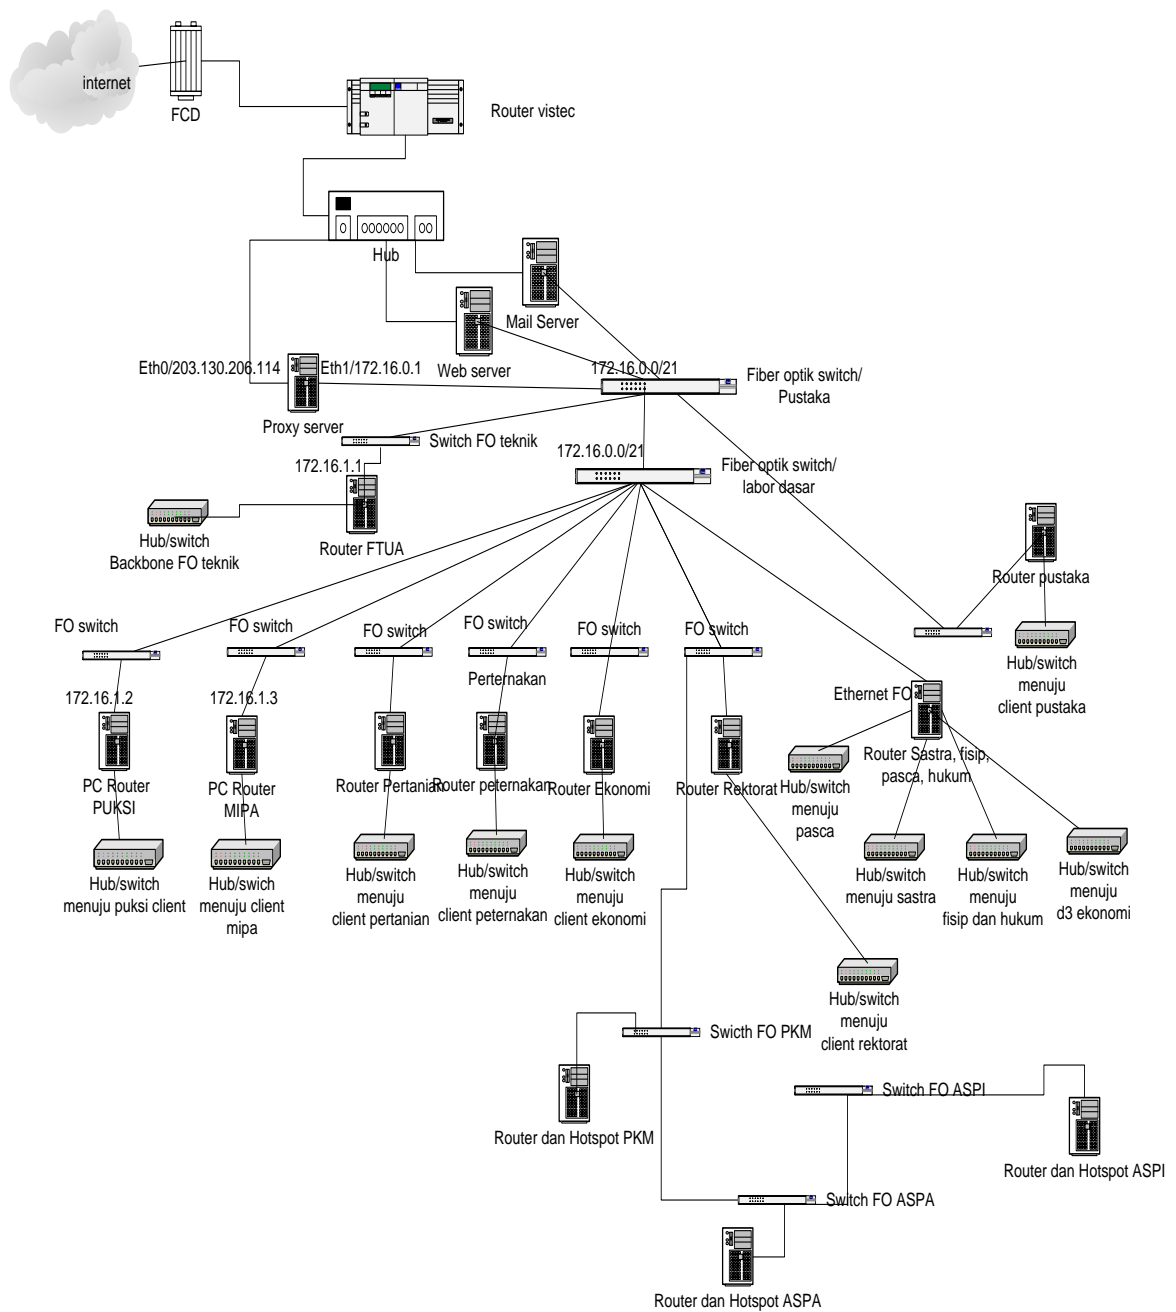 internet
FCD
Router vistec
Hub
Mail Server
Web server
Eth0/203.130.206.114
Eth1/172.16.0.1
Proxy server
172.16.0.0/21
Fiber optik switch/
Pustaka
Switch FO teknik
172.16.1.1
172.16.0.0/21
Fiber optik switch/
labor dasar
Hub/switch
Backbone FO teknik
Router FTUA
Router pustaka
Hub/switch
menuju
client pustaka
FO switch
FO switch
FO switch
FO switch
FO switch
FO switch
Perternakan
172.16.1.2
172.16.1.3
Ethernet FO
PC Router
PUKSI
PC Router
MIPA
Router Pertanian
Router peternakan
Router Ekonomi
Router Rektorat
Router Sastra, fisip,
pasca, hukum
Hub/switch
menuju
pasca
Hub/switch
menuju puksi client
Hub/swich
menuju client
mipa
Hub/switch
menuju
client pertanian
Hub/switch
menuju
client peternakan
Hub/switch
menuju
client ekonomi
Hub/switch
menuju sastra
Hub/switch
menuju
fisip dan hukum
Hub/switch
menuju
d3 ekonomi
Hub/switch
menuju
client rektorat
Swicth FO PKM
Router dan Hotspot PKM
Switch FO ASPI
Router dan Hotspot ASPI
Switch FO ASPA
Router dan Hotspot ASPA